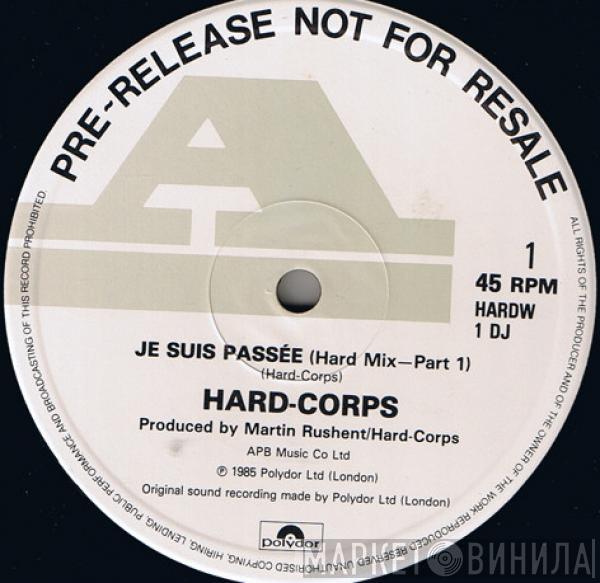 PRE-RELEASE NOT FOR RESALE
A
1
45 RPM
HARDW
1 DJ
JE SUIS PASSÉE (Hard Mix—Part 1)
(Hard-Corps)
HARD-CORPS
Produced by Martin Rushent/Hard-Corps
APB Music Co Ltd
℗ 1985 Polydor Ltd (London)
Original sound recording made by Polydor Ltd (London)
polydor
ALL RIGHTS OF THE PRODUCER AND OF THE OWNER OF THE WORK REPRODUCED RESERVED. UNAUTHORISED COPYING, HIRING, LENDING, PUBLIC PERFORMANCE AND BROADCASTING OF THIS RECORD PROHIBITED.
МАРКЕТ ВИНИЛА